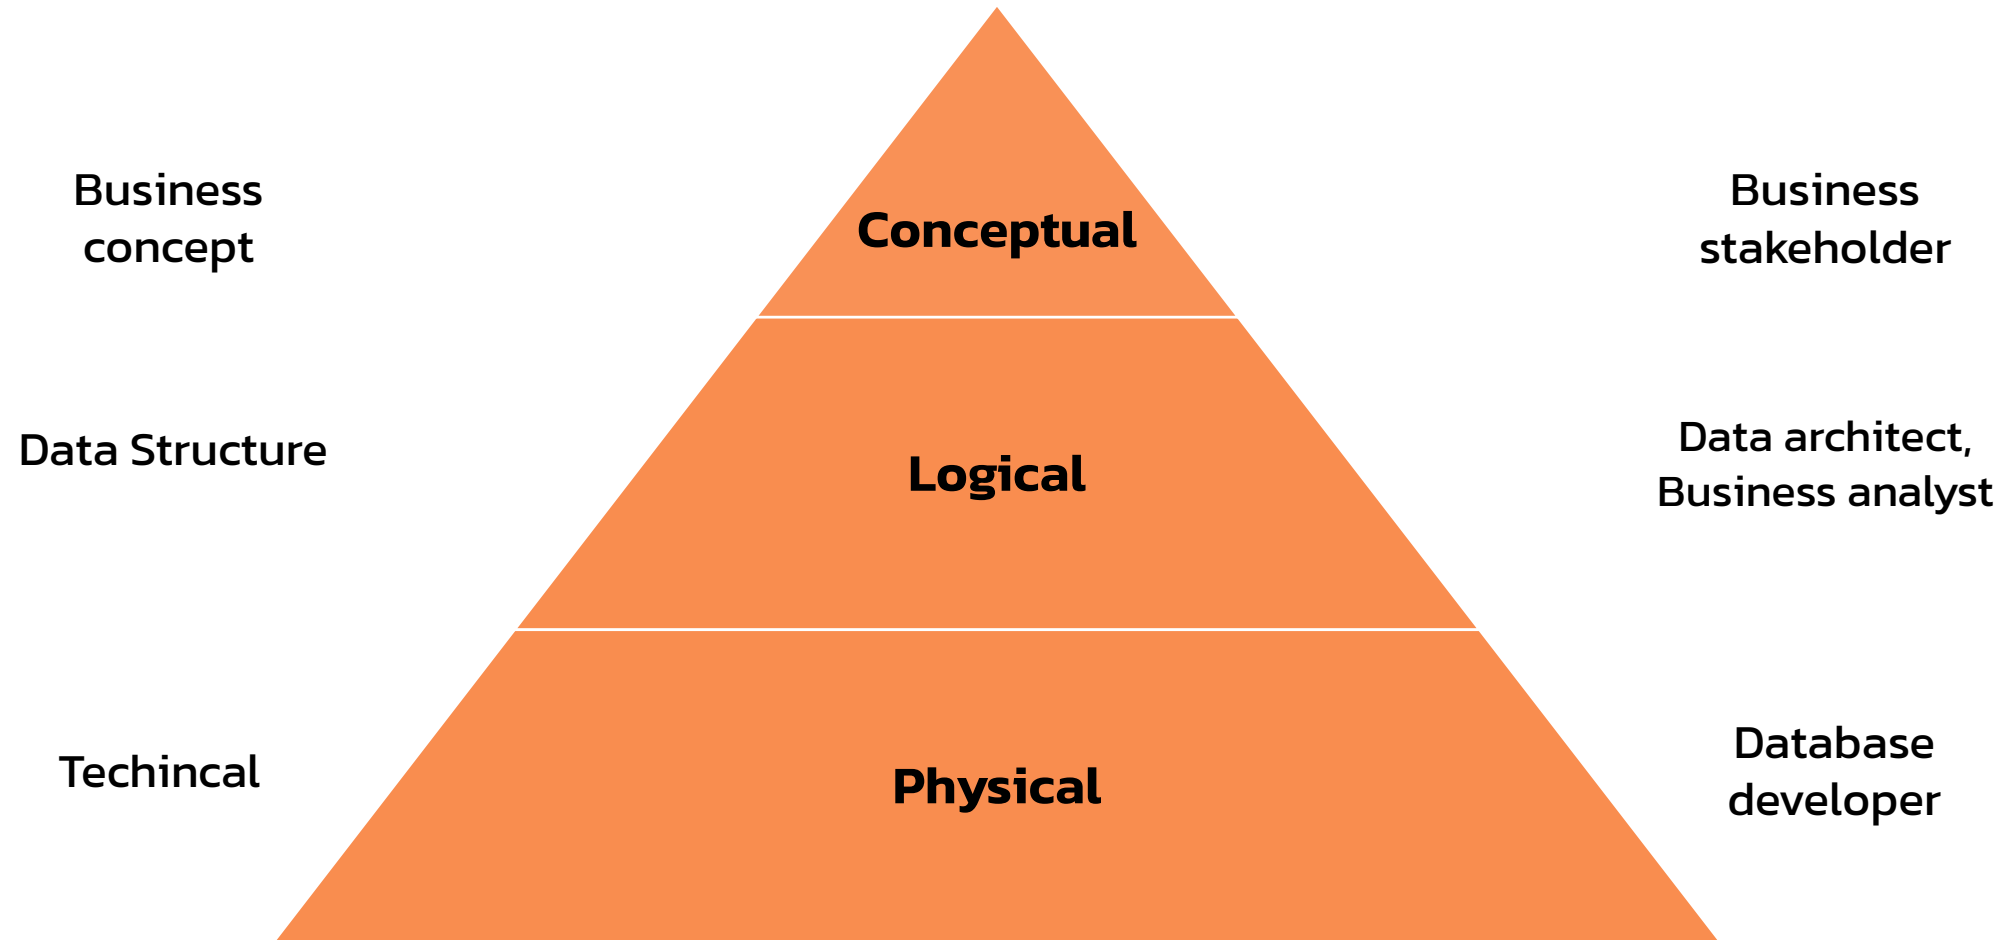 Business
concept
Conceptual
Business
stakeholder
Data Structure
Logical
Data architect,
Business analyst
Techincal
Physical
Database
developer